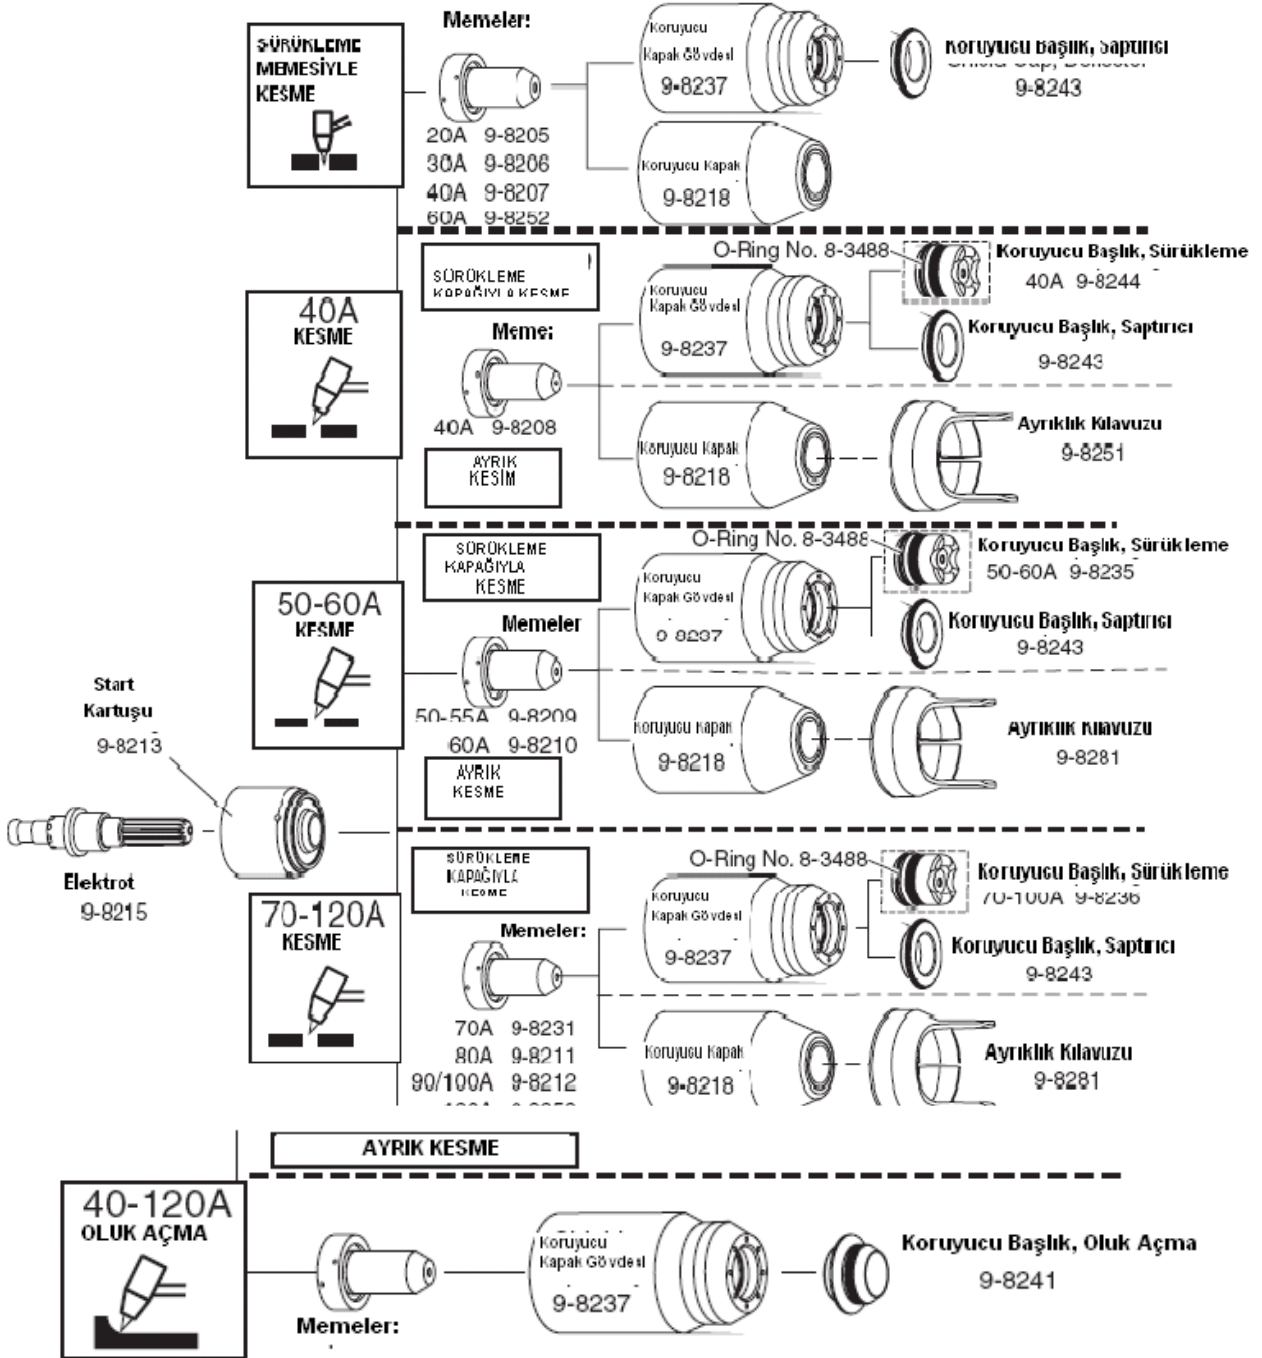 SÜRÜKLEME
MEMESİYLE
KESME
Memeler:
20A 9-8205
30A 9-8206
40A 9-8207
60A 9-8252
Koruyucu
Kapak Gövdesi
9-8237
Koruyucu Başlık, Saptırıcı
9-8243
Koruyucu Kapak
9-8218
40A
KESME
SÜRÜKLEME
KAPAĞIYLA KESME
Meme:
40A 9-8208
AYRIK
KESİM
Koruyucu
Kapak Gövdesi
9-8237
O-Ring No. 8-3488
Koruyucu Başlık, Sürükleme
40A 9-8244
Koruyucu Başlık, Saptırıcı
9-8243
Koruyucu Kapak
9-8218
Ayrıklık Kılavuzu
9-8251
50-60A
KESME
SÜRÜKLEME
KAPAĞIYLA
KESME
Memeler
50-55A 9-8209
60A 9-8210
AYRIK
KESME
Koruyucu
Kapak Gövdesi
9-8237
O-Ring No. 8-3488
Koruyucu Başlık, Sürükleme
50-60A 9-8235
Koruyucu Başlık, Saptırıcı
9-8243
Koruyucu Kapak
9-8218
Ayrıklık Kılavuzu
9-8281
Start
Kartuşu
9-8213
Elektrot
9-8215
70-120A
KESME
SÜRÜKLEME
KAPAĞIYLA
KESME
Memeler:
70A 9-8231
80A 9-8211
90/100A 9-8212
Koruyucu
Kapak Gövdesi
9-8237
O-Ring No. 8-3488
Koruyucu Başlık, Sürükleme
70-100A 9-8236
Koruyucu Başlık, Saptırıcı
9-8243
Koruyucu Kapak
9-8218
Ayrıklık Kılavuzu
9-8281
AYRIK KESME
40-120A
OLUK AÇMA
Memeler:
Koruyucu
Kapak Gövdesi
9-8237
Koruyucu Başlık, Oluk Açma
9-8241